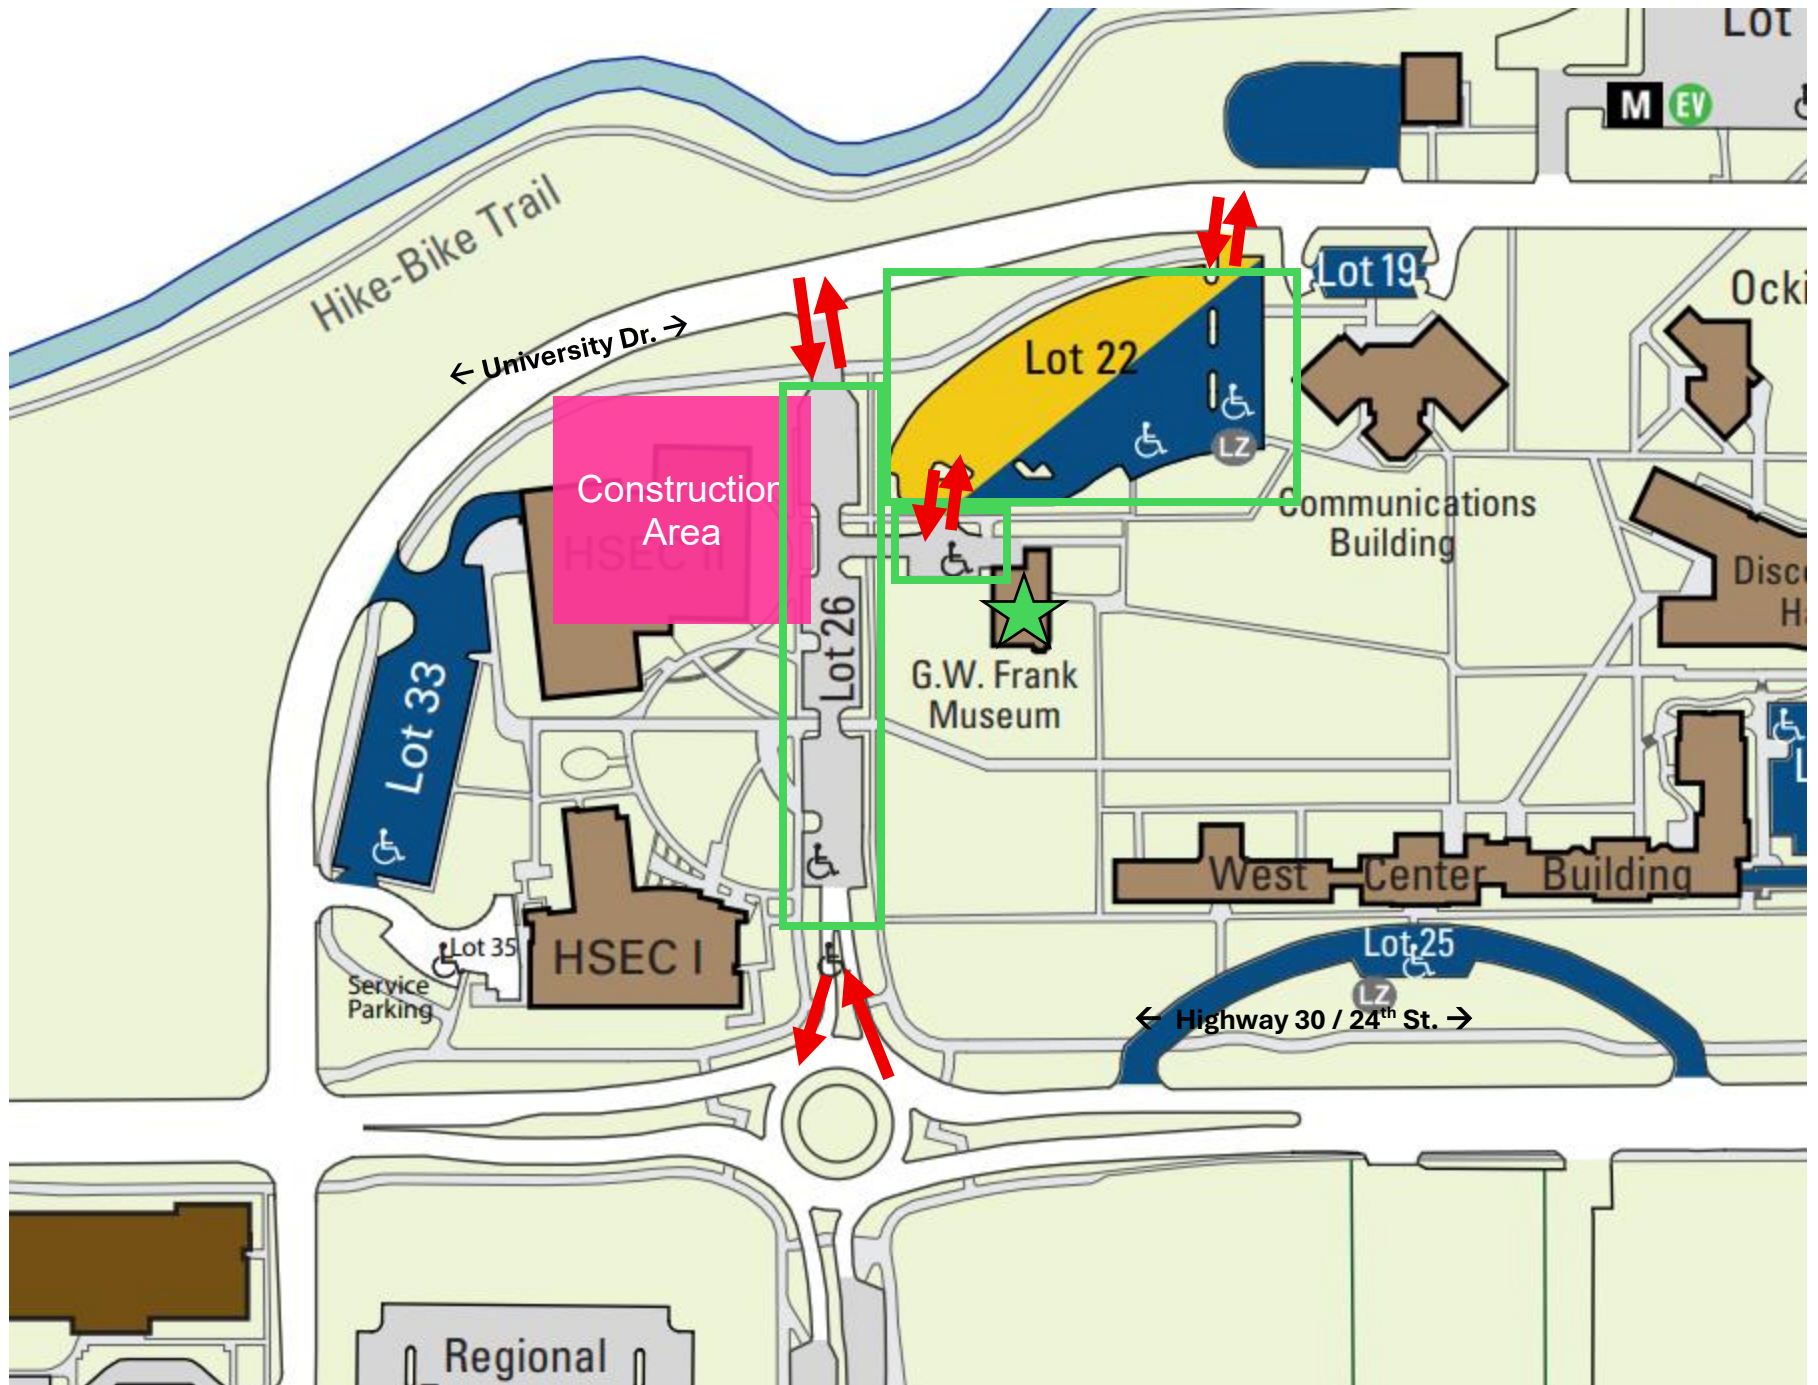 Lot
M
EV
Hike-Bike Trail
← University Dr. →
Lot 19
Ocki
Lot 22
LZ
Construction
Area
HSEC II
Communications
Building
Disco
Ha
Lot 26
Lot 33
G.W. Frank
Museum
L
West Center Building
Lot 35
HSEC I
Service
Parking
Lot 25
LZ
← Highway 30 / 24th St. →
Regional